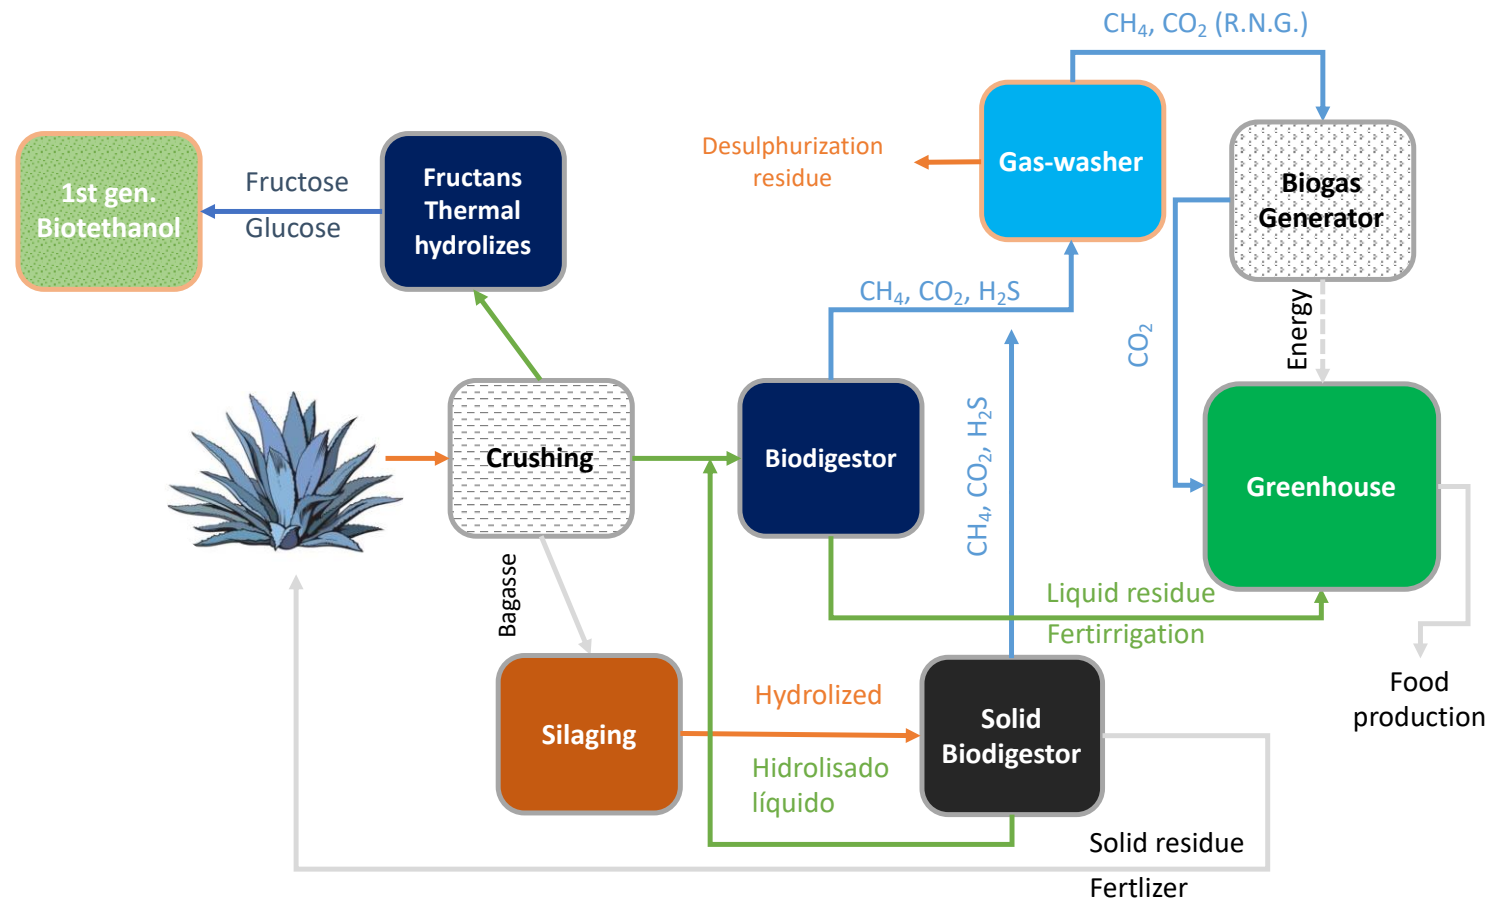 CH₄, CO₂ (R.N.G.)
Desulphurization
residue
Gas-washer
Biogas
Generator
1st gen.
Biotethanol
Fructose
Glucose
Fructans
Thermal
hydrolizes
CH₄, CO₂, H₂S
CO₂
Energy
Crushing
Biodigestor
CH₄, CO₂, H₂S
Greenhouse
Bagasse
Liquid residue
Fertirrigation
Silaging
Hydrolized
Hidrolisado
líquido
Solid
Biodigestor
Food
production
Solid residue
Fertlizer